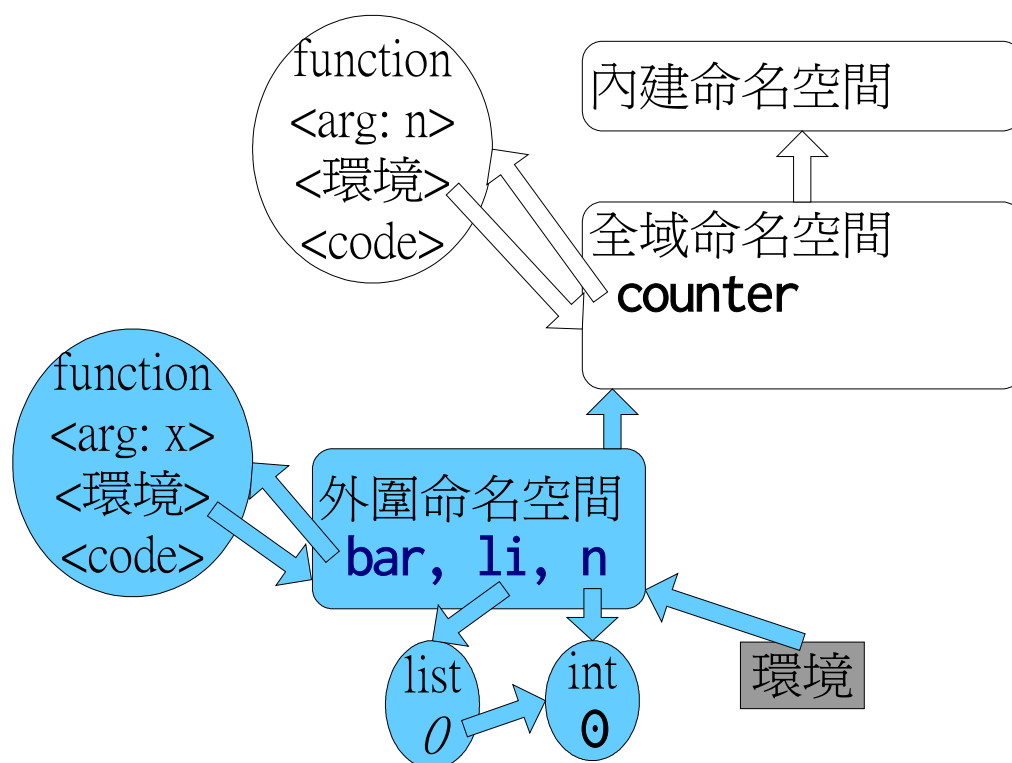 function
<arg: n>
<環境>
<code>
內建命名空間
全域命名空間
counter
function
<arg: x>
<環境>
<code>
外圍命名空間
bar, li, n
list
0
int
0
環境